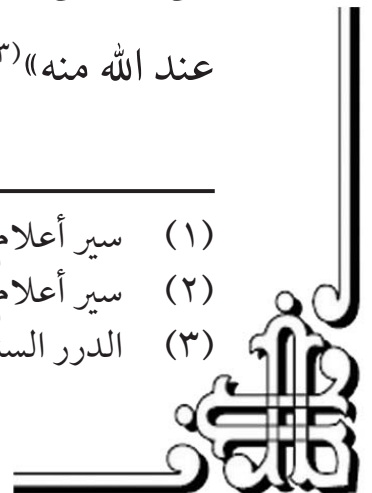 عند الله منه»(٣
(١) سير أعلام
(٢) سير أعلام
(٣) الدرر الس